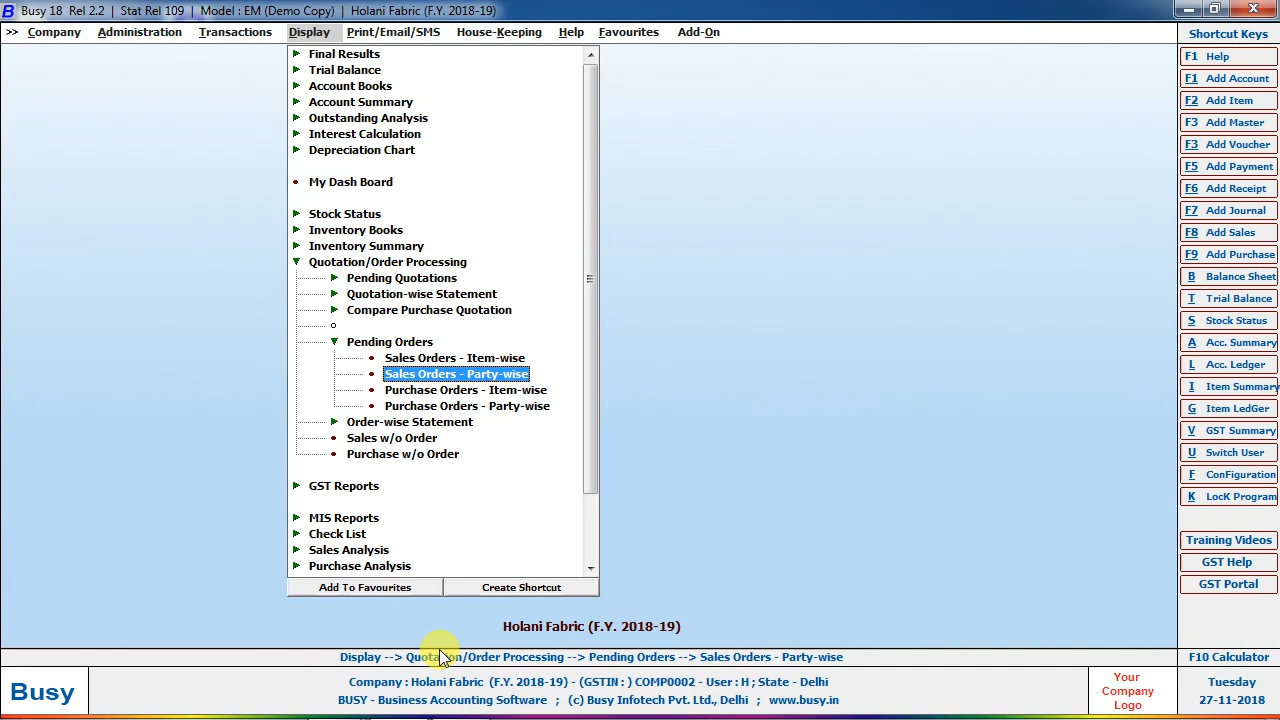 Busy 18 Rel 2.2 | Stat Rel 109 | Model : EM (Demo Copy) | Holani Fabric (F.Y. 2018-19)
>> Company Administration Transactions Display Print/Email/SMS House-Keeping Help Favourites Add-On
Final Results
Trial Balance
Account Books
Account Summary
Outstanding Analysis
Interest Calculation
Depreciation Chart
My Dash Board
Stock Status
Inventory Books
Inventory Summary
Quotation/Order Processing
Pending Quotations
Quotation-wise Statement
Compare Purchase Quotation
Pending Orders
Sales Orders - Item-wise
Sales Orders - Party-wise
Purchase Orders - Item-wise
Purchase Orders - Party-wise
Order-wise Statement
Sales w/o Order
Purchase w/o Order
GST Reports
MIS Reports
Check List
Sales Analysis
Purchase Analysis
Add To Favourites Create Shortcut
Shortcut Keys
F1 Help
F1 Add Account
F2 Add Item
F3 Add Master
F3 Add Voucher
F5 Add Payment
F6 Add Receipt
F7 Add Journal
F8 Add Sales
F9 Add Purchase
B Balance Sheet
T Trial Balance
S Stock Status
A Acc. Summary
L Acc. Ledger
I Item Summary
G Item LedGer
V GST Summary
U Switch User
F ConFiguration
K LocK Program
Training Videos
GST Help
GST Portal
Holani Fabric (F.Y. 2018-19)
Display --> Quotation/Order Processing --> Pending Orders --> Sales Orders - Party-wise
F10 Calculator
Busy
Company : Holani Fabric (F.Y. 2018-19) - (GSTIN : ) COMP0002 - User : H ; State - Delhi
BUSY - Business Accounting Software ; (c) Busy Infotech Pvt. Ltd., Delhi ; www.busy.in
Your
Company
Logo
Tuesday
27-11-2018